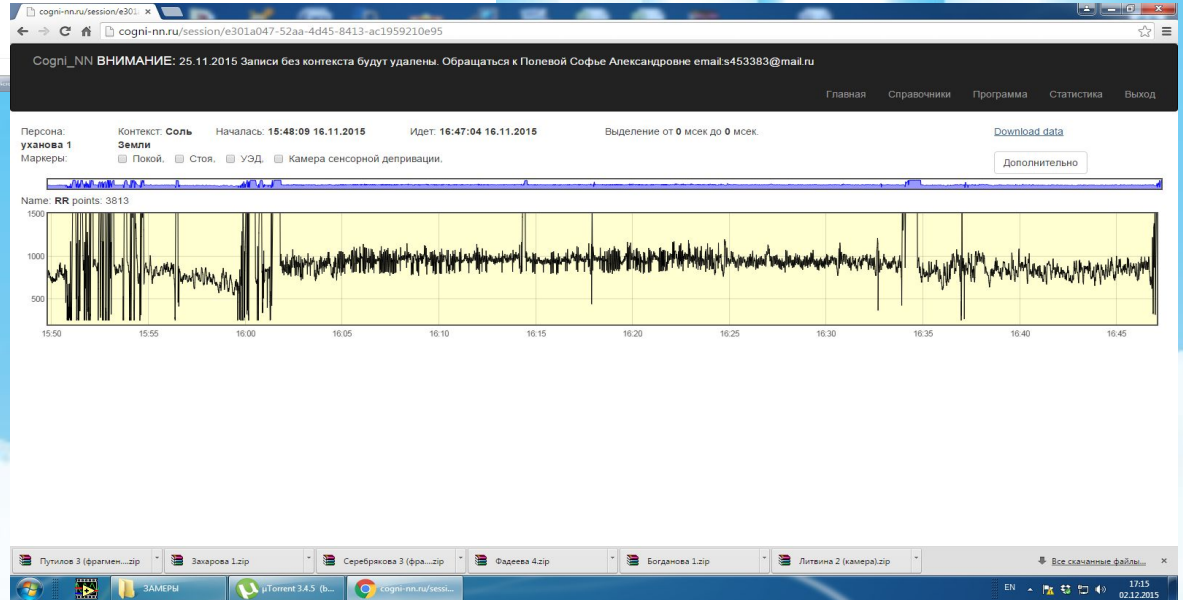 cogni-nn.ru/session/e301
cogni-nn.ru/session/e301a047-52aa-4d45-8413-ac1959210e95
Cogni_NN ВНИМАНИЕ: 25.11.2015 Записи без контекста будут удалены. Обращаться к Полевой Софье Александровне email:s453383@mail.ru
Главная Справочники Программа Статистика Выход
Персона: Контекст: Соль Началась: 15:48:09 16.11.2015 Идет: 16:47:04 16.11.2015 Выделение от 0 мсек до 0 мсек. Download data
уханова 1 Земли
Маркеры: Покой. Стоя. УЭД. Камера сенсорной депривации. Дополнительно
Name: RR points: 3813
1500
1000
500
15:50 15:55 16:00 16:05 16:10 16:15 16:20 16:25 16:30 16:35 16:40 16:45
Путилов 3 (фрагмен....zip Захарова 1.zip Серебрякова 3 (фра....zip Фадеева 4.zip Богданова 1.zip Литвина 2 (камера).zip Все скачанные файлы...
ЗАМЕРЫ µTorrent 3.4.5 (b... cogni-nn.ru/sessi... EN 17:15
02.12.2015